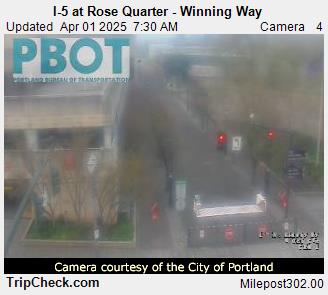 I-5 at Rose Quarter - Winning Way
Updated Apr 01 2025 7:30 AM Camera 4
PBOT
PORTLAND BUREAU OF TRANSPORTATION
Camera courtesy of the City of Portland
TripCheck.com Milepost302.00